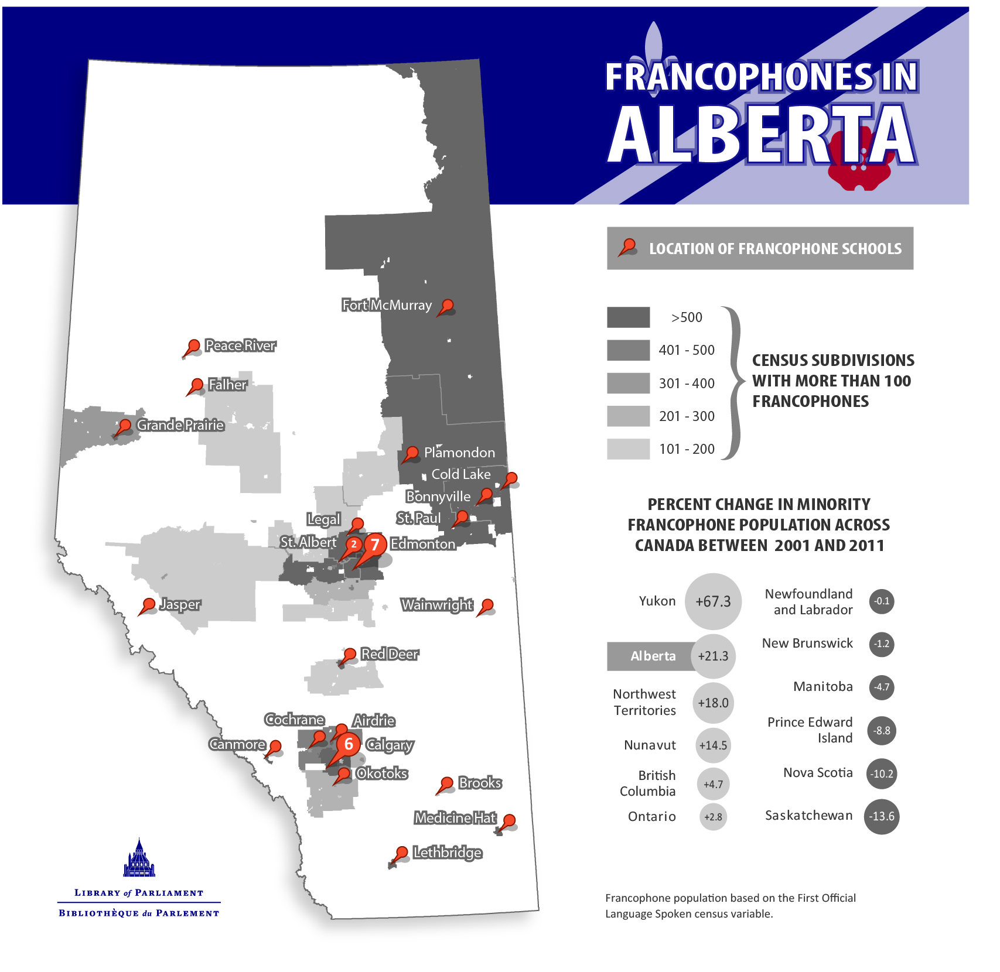 FRANCOPHONES IN
ALBERTA
LOCATION OF FRANCOPHONE SCHOOLS
>500
401 - 500
301 - 400
201 - 300
101 - 200
CENSUS SUBDIVISIONS
WITH MORE THAN 100
FRANCOPHONES
Fort McMurray
Peace River
Falher
Grande Prairie
Plamondon
Cold Lake
Bonnyville
St. Paul
Legal
St. Albert
2
7
Edmonton
Jasper
Wainwright
Red Deer
Cochrane
Airdrie
Canmore
6
Calgary
Okotoks
Brooks
Medicine Hat
Lethbridge
PERCENT CHANGE IN MINORITY
FRANCOPHONE POPULATION ACROSS
CANADA BETWEEN 2001 AND 2011
Yukon +67.3
Alberta +21.3
Northwest
Territories +18.0
Nunavut +14.5
British
Columbia +4.7
Ontario +2.8
Newfoundland
and Labrador -0.1
New Brunswick -1.2
Manitoba -4.7
Prince Edward
Island -8.8
Nova Scotia -10.2
Saskatchewan -13.6
LIBRARY of PARLIAMENT
BIBLIOTHÈQUE du PARLEMENT
Francophone population based on the First Official
Language Spoken census variable.